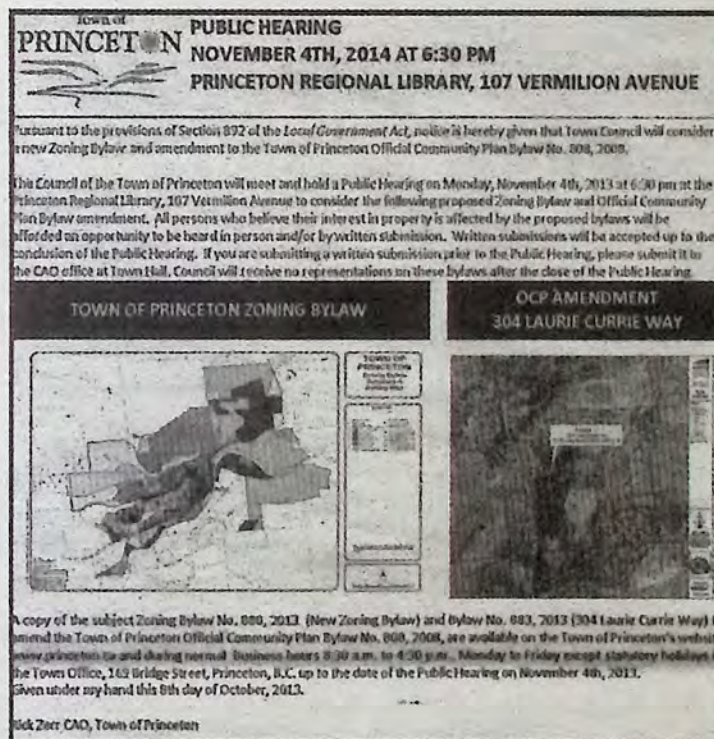 Town of
PRINCETON
PUBLIC HEARING
NOVEMBER 4TH, 2014 AT 6:30 PM
PRINCETON REGIONAL LIBRARY, 107 VERMILION AVENUE
Pursuant to the provisions of Section 892 of the Local Government Act, notice is hereby given that Town Council will consider
a new Zoning Bylaw and amendment to the Town of Princeton Official Community Plan Bylaw No. 808, 2008.
This Council of the Town of Princeton will meet and hold a Public Hearing on Monday, November 4th, 2013 at 6:30 pm at the
Princeton Regional Library, 107 Vermilion Avenue to consider the following proposed Zoning Bylaw and Official Community
Plan Bylaw amendment. All persons who believe their interest in property is affected by the proposed bylaws will be
afforded an opportunity to be heard in person and/or by written submission. Written submissions will be accepted up to the
conclusion of the Public Hearing. If you are submitting a written submission prior to the Public Hearing, please submit it to
the CAO office at Town Hall. Council will receive no representations on these bylaws after the close of the Public Hearing.
TOWN OF PRINCETON ZONING BYLAW
OCP AMENDMENT
304 LAURIE CURRIE WAY
TOWN OF
PRINCETON
A copy of the subject Zoning Bylaw No. 880, 2013 (New Zoning Bylaw) and Bylaw No. 883, 2013 (304 Laurie Currie Way)
amend the Town of Princeton Official Community Plan Bylaw No. 808, 2008, are available on the Town of Princeton's
www.princeton.ca and during normal Business hours 8:30 a.m. to 4:30 p.m., Monday to Friday except statutory holidays
the Town Office, 169 Bridge Street, Princeton, B.C. up to the date of the Public Hearing on November 4th, 2013.
Given under my hand this 8th day of October, 2013.
Rick Zerr CAO, Town of Princeton